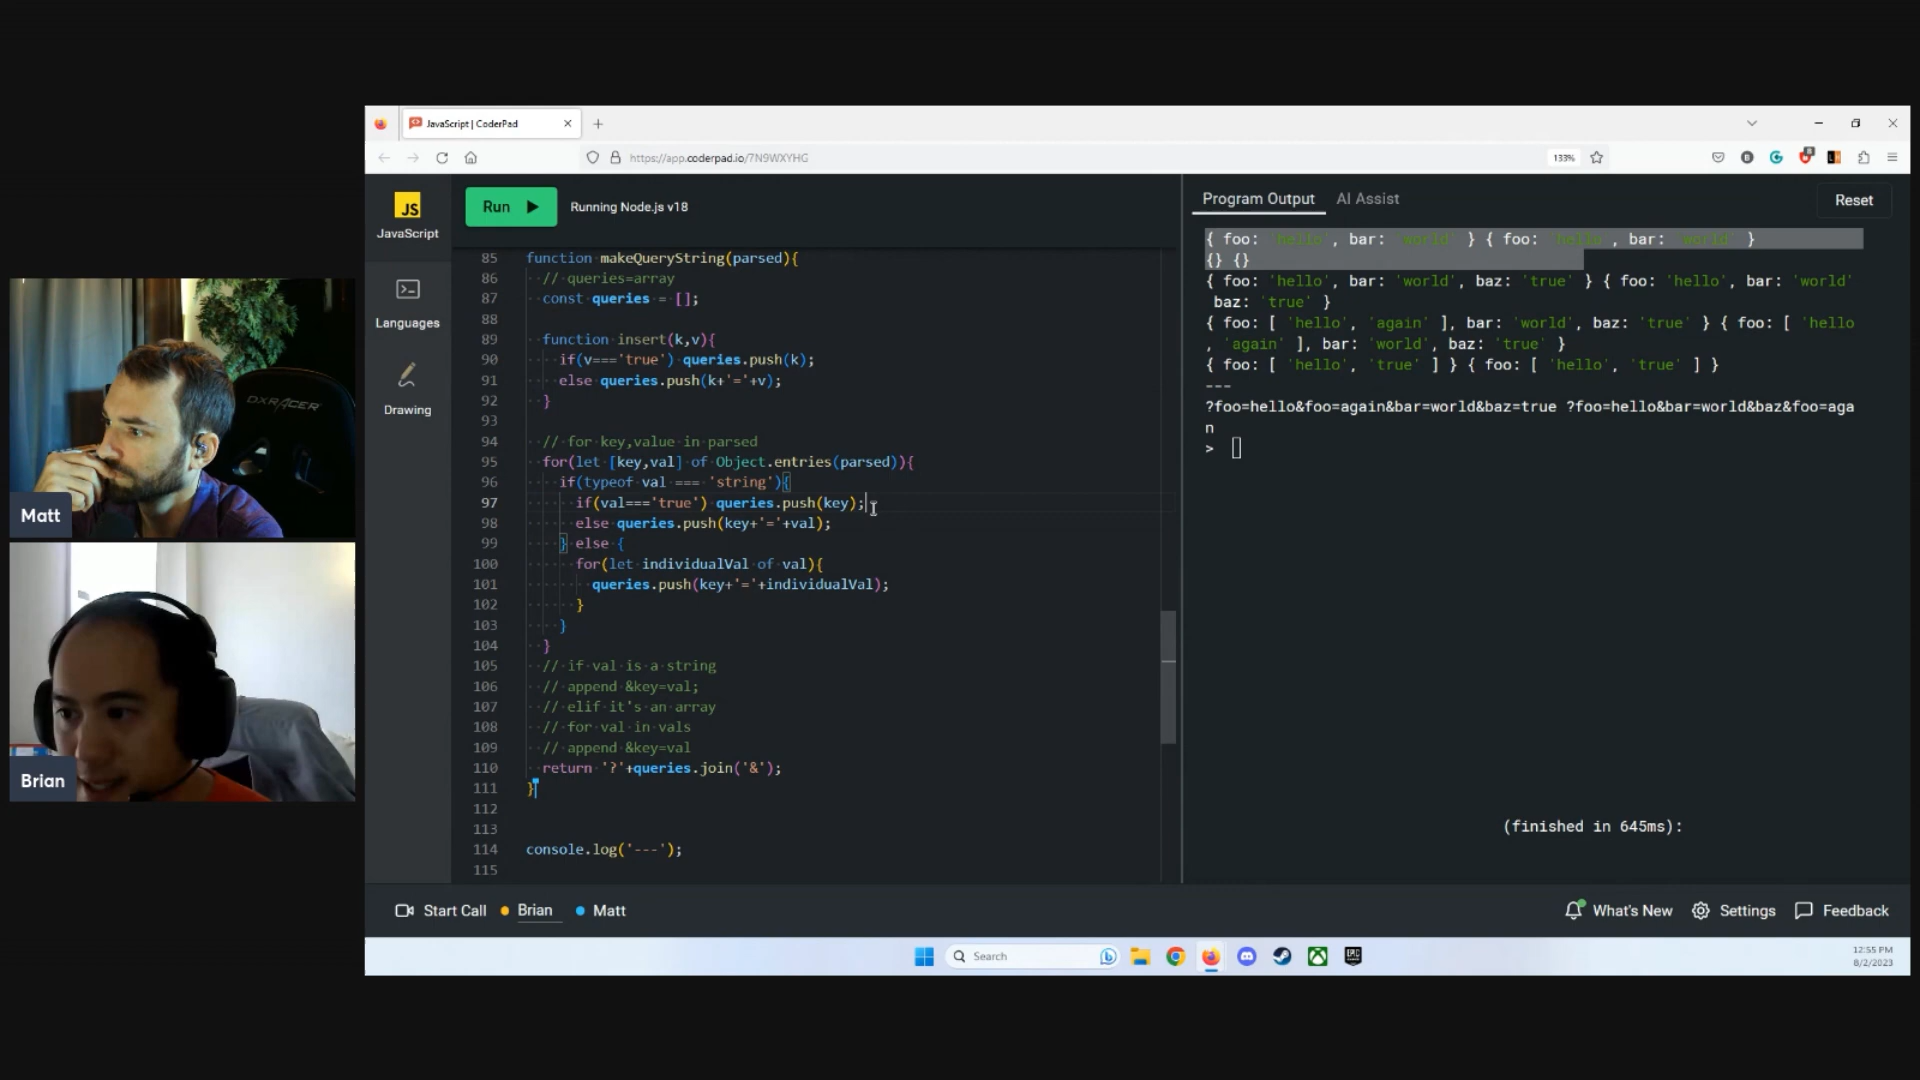 JavaScript | CoderPad
https://app.coderpad.io/7N9WXYHG
133%
JS
JavaScript
Languages
Drawing
Run
Running Node.js v18
85 function makeQueryString(parsed){
86 // queries=array
87 const queries = [];
88
89 function insert(k,v){
90 if(v==='true') queries.push(k);
91 else queries.push(k+'='+v);
92 }
93
94 // for key,value in parsed
95 for(let [key,val] of Object.entries(parsed)){
96 if(typeof val === 'string'){
97 if(val==='true') queries.push(key);
98 else queries.push(key+'='+val);
99 } else {
100 for(let individualVal of val){
101 queries.push(key+'='+individualVal);
102 }
103 }
104 }
105 // if val is a string
106 // append &key=val;
107 // elif it's an array
108 // for val in vals
109 // append &key=val
110 return '?'+queries.join('&');
111 }
112
113
114 console.log('---');
115
Program Output
AI Assist
Reset
{ foo: 'hello', bar: 'world' } { foo: 'hello', bar: 'world' }
{} {}
{ foo: 'hello', bar: 'world', baz: 'true' } { foo: 'hello', bar: 'world'
baz: 'true' }
{ foo: [ 'hello', 'again' ], bar: 'world', baz: 'true' } { foo: [ 'hello
, 'again' ], bar: 'world', baz: 'true' }
{ foo: [ 'hello', 'true' ] } { foo: [ 'hello', 'true' ] }
---
?foo=hello&foo=again&bar=world&baz=true ?foo=hello&bar=world&baz&foo=aga
n
>
(finished in 645ms):
DXRACER
Matt
Brian
Start Call
Brian
Matt
What's New
Settings
Feedback
Search
EPIC
12:55 PM
8/2/2023